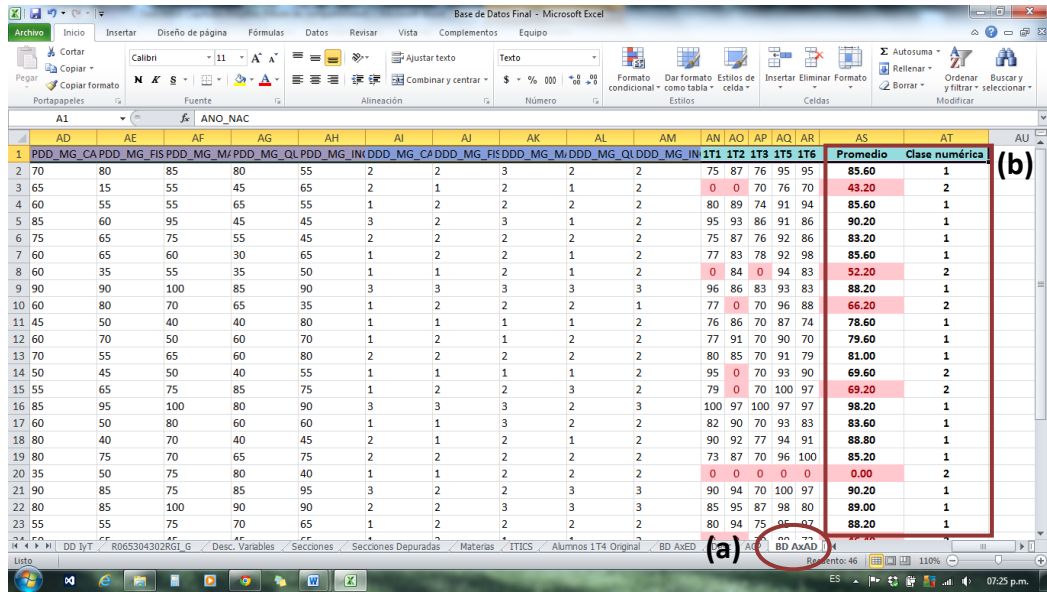 Base de Datos Final - Microsoft Excel
Archivo Inicio Insertar Diseño de página Fórmulas Datos Revisar Vista Complementos Equipo
Pegar Cortar Copiar Copiar formato Calibri 11 N K S Ajustar texto Combinar y centrar Texto $ % 000 Formato condicional Dar formato como tabla Estilos de celda Insertar Eliminar Formato Autosuma Rellenar Borrar Ordenar y filtrar Buscar y seleccionar
Portapapeles Fuente Alineación Número Estilos Celdas Modificar
A1 fx ANO_NAC
AD AE AF AG AH AI AJ AK AL AM AN AO AP AQ AR AS AT AU
1 PDD_MG_CA PDD_MG_FIS PDD_MG_M PDD_MG_QU PDD_MG_IN DDD_MG_CA DDD_MG_FIS DDD_MG_M DDD_MG_QU DDD_MG_IN 1T1 1T2 1T3 1T5 1T6 Promedio Clase numérica
(b)
2 70 80 85 80 55 2 2 3 2 2 75 87 76 95 95 85.60 1
3 65 15 55 45 65 2 1 2 1 2 0 0 70 76 70 43.20 2
4 60 55 55 65 55 1 2 2 2 2 80 89 74 91 94 85.60 1
5 85 60 95 45 45 3 2 3 1 2 95 93 86 91 86 90.20 1
6 75 65 75 55 45 2 2 2 2 2 75 87 76 92 86 83.20 1
7 60 65 60 30 65 1 2 2 1 2 77 83 78 92 98 85.60 1
8 60 35 55 35 50 1 1 2 1 2 0 84 0 94 83 52.20 2
9 90 90 100 85 90 3 3 3 3 3 96 86 83 93 83 88.20 1
10 60 80 70 65 35 1 2 2 2 1 77 0 70 96 88 66.20 2
11 45 50 40 40 80 1 1 1 1 2 76 86 70 87 74 78.60 1
12 60 70 50 60 70 1 2 1 2 2 77 91 70 90 70 79.60 1
13 70 55 65 60 80 2 2 2 2 2 80 85 70 91 79 81.00 1
14 50 45 50 40 55 1 1 1 1 2 95 0 70 93 90 69.60 2
15 55 65 75 85 75 1 2 2 3 2 79 0 70 100 97 69.20 2
16 85 95 100 80 90 3 3 3 2 3 100 97 100 97 97 98.20 1
17 60 50 80 60 60 1 1 3 2 2 82 90 70 93 83 83.60 1
18 80 40 70 40 45 2 1 2 1 2 90 92 77 94 91 88.80 1
19 80 75 70 65 75 2 2 2 2 2 73 87 70 96 100 85.20 1
20 35 50 75 80 40 1 1 2 2 2 0 0 0 0 0 0.00 2
21 90 85 75 85 95 3 2 2 3 3 90 94 70 100 97 90.20 1
22 80 85 100 90 90 2 2 3 3 3 85 95 87 98 80 89.00 1
23 55 55 75 70 65 1 2 2 2 2 80 94 75 95 97 88.20 1
DD IyT R065304302RGI_G Desc. Variables Secciones Secciones Depuradas Materias ITICS Alumnos 1T4 Original BD AxED (a) BD AxAD
Listo Recuento: 46 110%
ES 07:25 p.m.